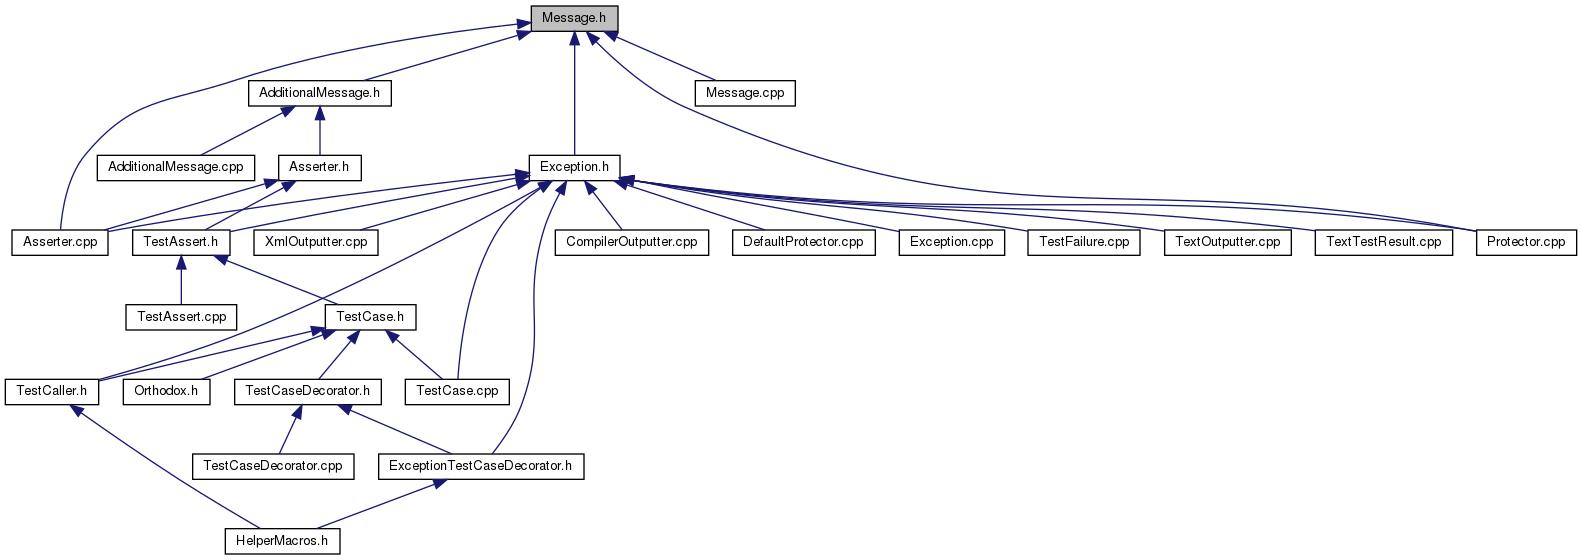 Message.h
AdditionalMessage.h
Message.cpp
AdditionalMessage.cpp
Asserter.h
Exception.h
Asserter.cpp
TestAssert.h
XmlOutputter.cpp
CompilerOutputter.cpp
DefaultProtector.cpp
Exception.cpp
TestFailure.cpp
TextOutputter.cpp
TextTestResult.cpp
Protector.cpp
TestAssert.cpp
TestCase.h
TestCaller.h
Orthodox.h
TestCaseDecorator.h
TestCase.cpp
TestCaseDecorator.cpp
ExceptionTestCaseDecorator.h
HelperMacros.h